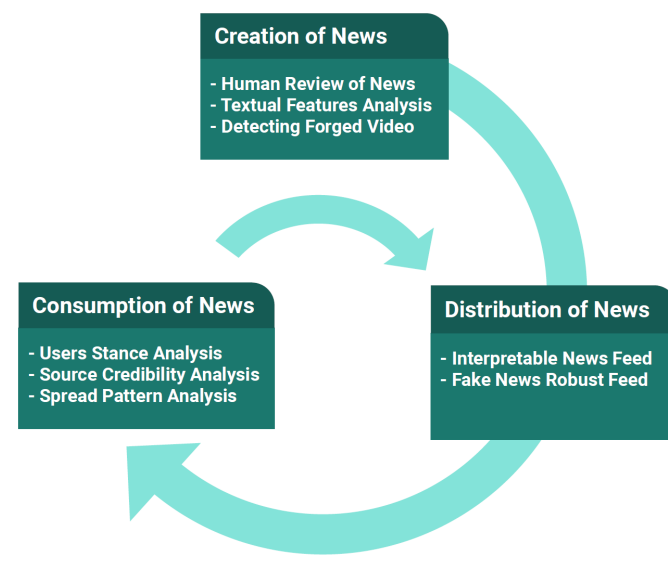 Creation of News
- Human Review of News
- Textual Features Analysis
- Detecting Forged Video
Consumption of News
- Users Stance Analysis
- Source Credibility Analysis
- Spread Pattern Analysis
Distribution of News
- Interpretable News Feed
- Fake News Robust Feed